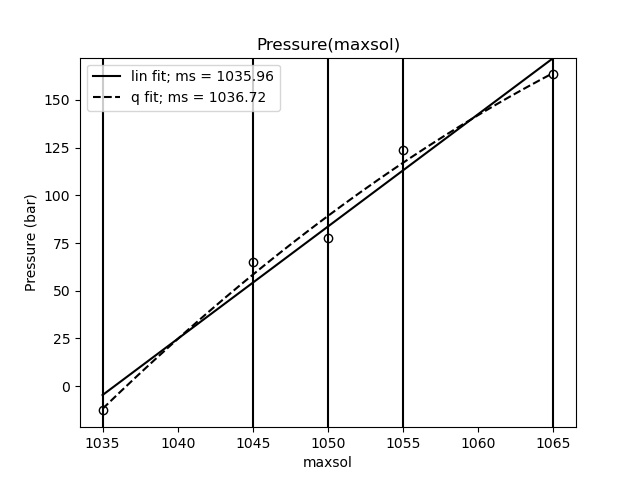 Pressure(maxsol)
lin fit; ms = 1035.96
q fit; ms = 1036.72
Pressure (bar)
150
125
100
75
50
25
0
1035 1040 1045 1050 1055 1060 1065
maxsol